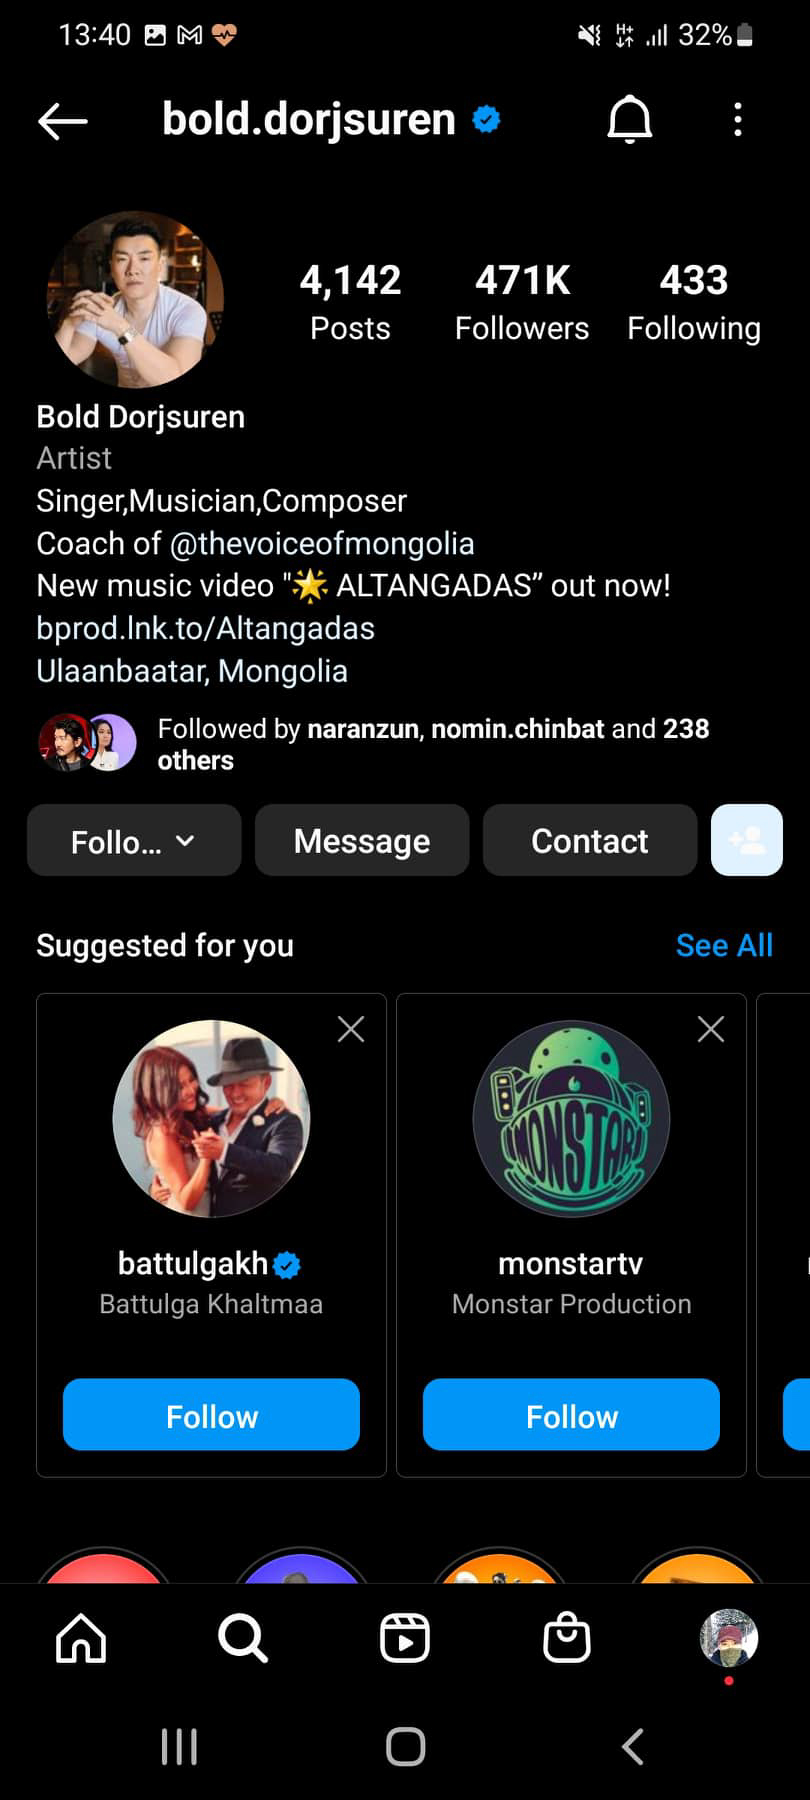 13:40
H+
32%
bold.dorjsuren
4,142
471K
433
Posts
Followers
Following
Bold Dorjsuren
Artist
Singer,Musician,Composer
Coach of @thevoiceofmongolia
New music video "🌟 ALTANGADAS” out now!
bprod.lnk.to/Altangadas
Ulaanbaatar, Mongolia
Followed by naranzun, nomin.chinbat and 238
others
Follo...
Message
Contact
Suggested for you
See All
MONSTAR
battulgakh
monstartv
Battulga Khaltmaa
Monstar Production
Follow
Follow